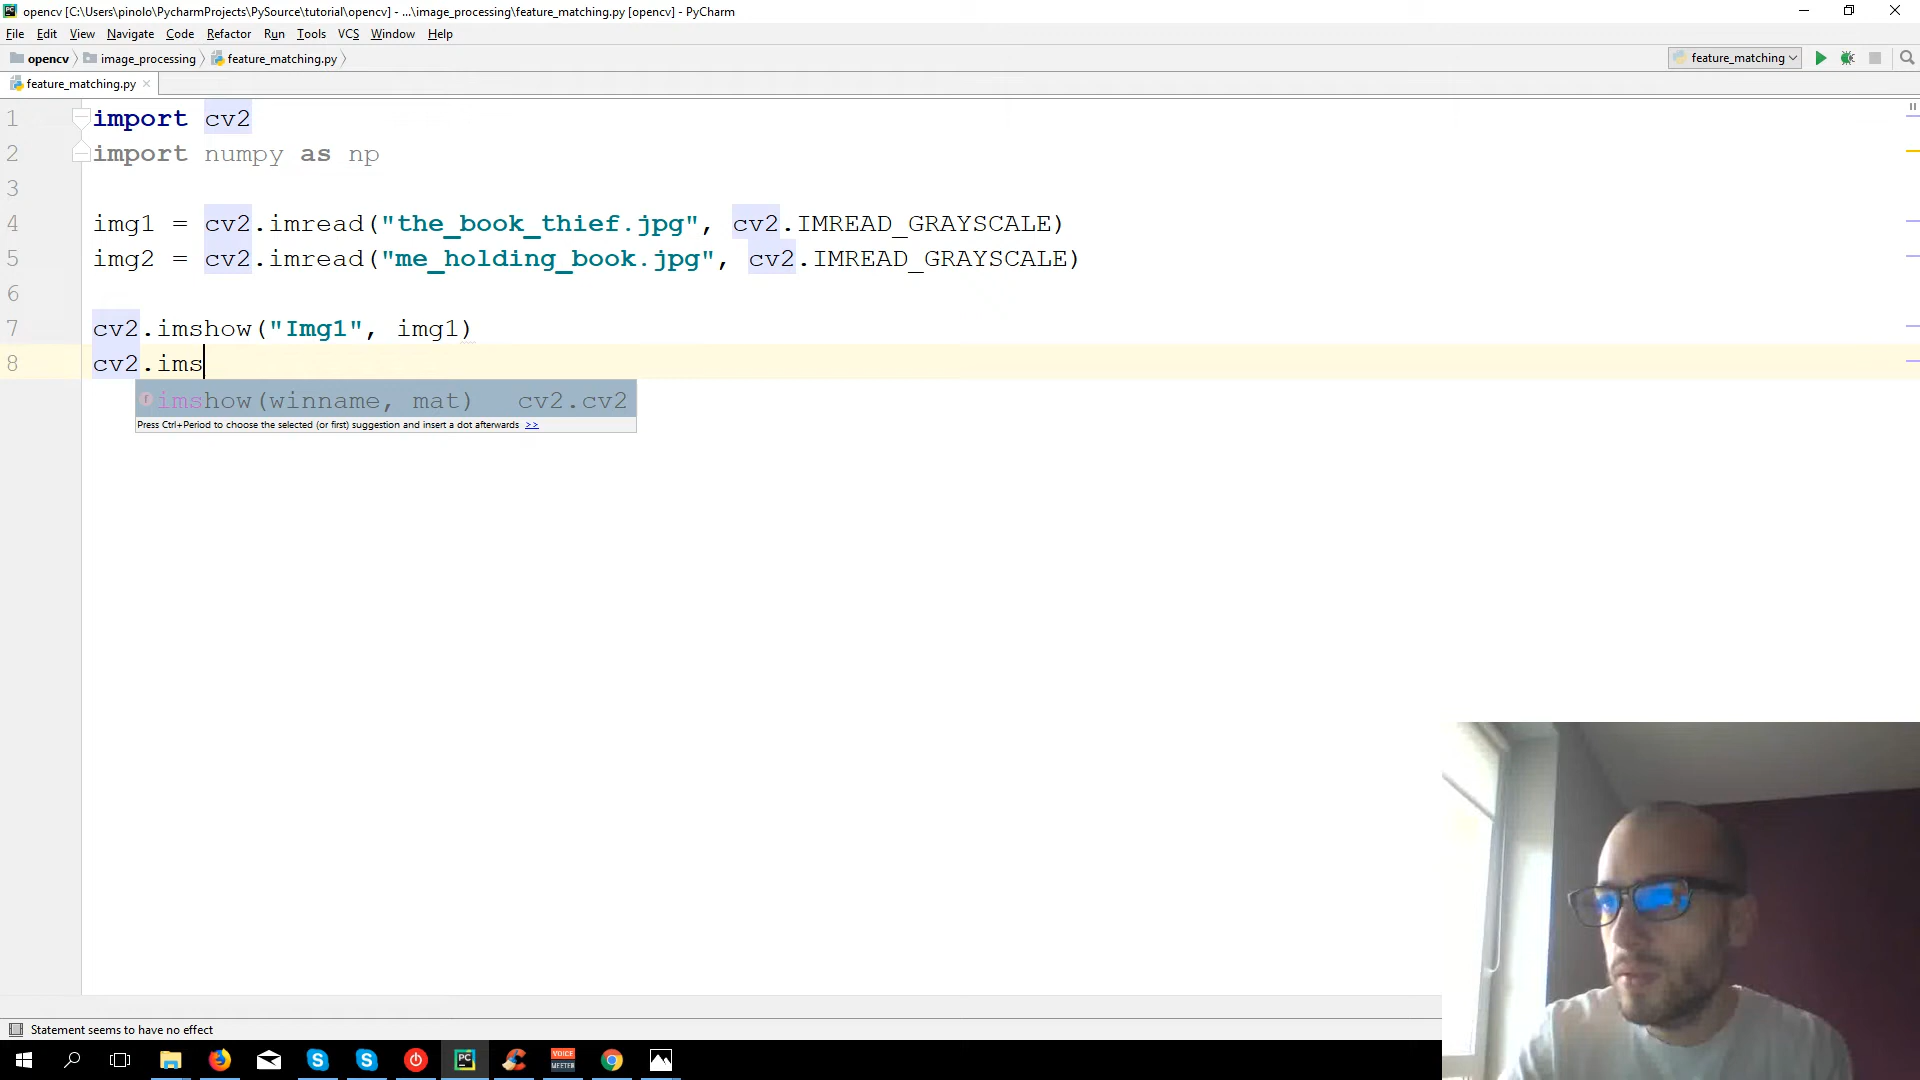 PC opencv [C:\Users\pinolo\PycharmProjects\PySource\tutorial\opencv] - ...\image_processing\feature_matching.py [opencv] - PyCharm
File Edit View Navigate Code Refactor Run Tools VCS Window Help
opencv image_processing feature_matching.py feature_matching
feature_matching.py
1 import cv2
2 import numpy as np
3
4 img1 = cv2.imread("the_book_thief.jpg", cv2.IMREAD_GRAYSCALE)
5 img2 = cv2.imread("me_holding_book.jpg", cv2.IMREAD_GRAYSCALE)
6
7 cv2.imshow("Img1", img1)
8 cv2.ims
f imshow(winname, mat) cv2.cv2
Press Ctrl+Period to choose the selected (or first) suggestion and insert a dot afterwards >>
Statement seems to have no effect
S S PC VOICE MEETER